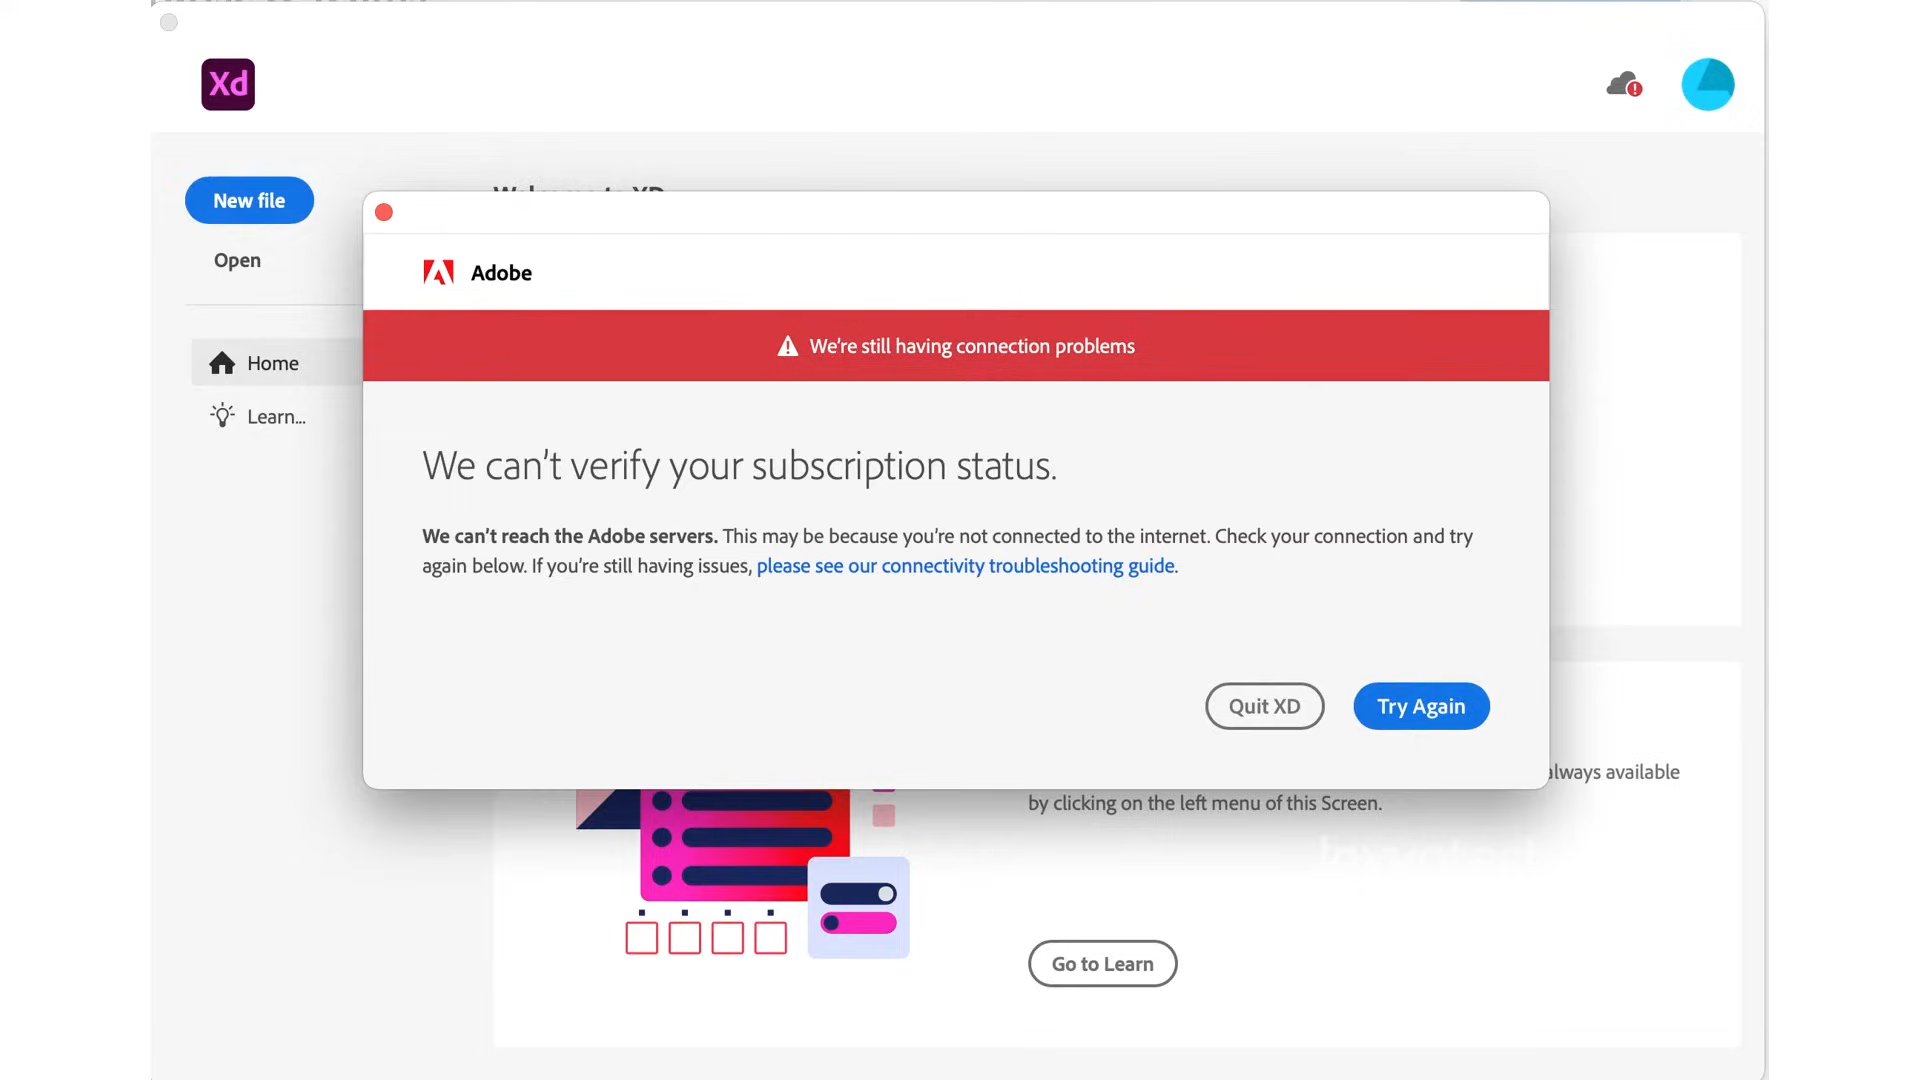 Xd
New file
Open
Home
Learn...
Welcome to XD
Adobe
We're still having connection problems
We can't verify your subscription status.
We can't reach the Adobe servers. This may be because you're not connected to the internet. Check your connection and try
again below. If you're still having issues, please see our connectivity troubleshooting guide.
Quit XD
Try Again
always available
by clicking on the left menu of this Screen.
Go to Learn